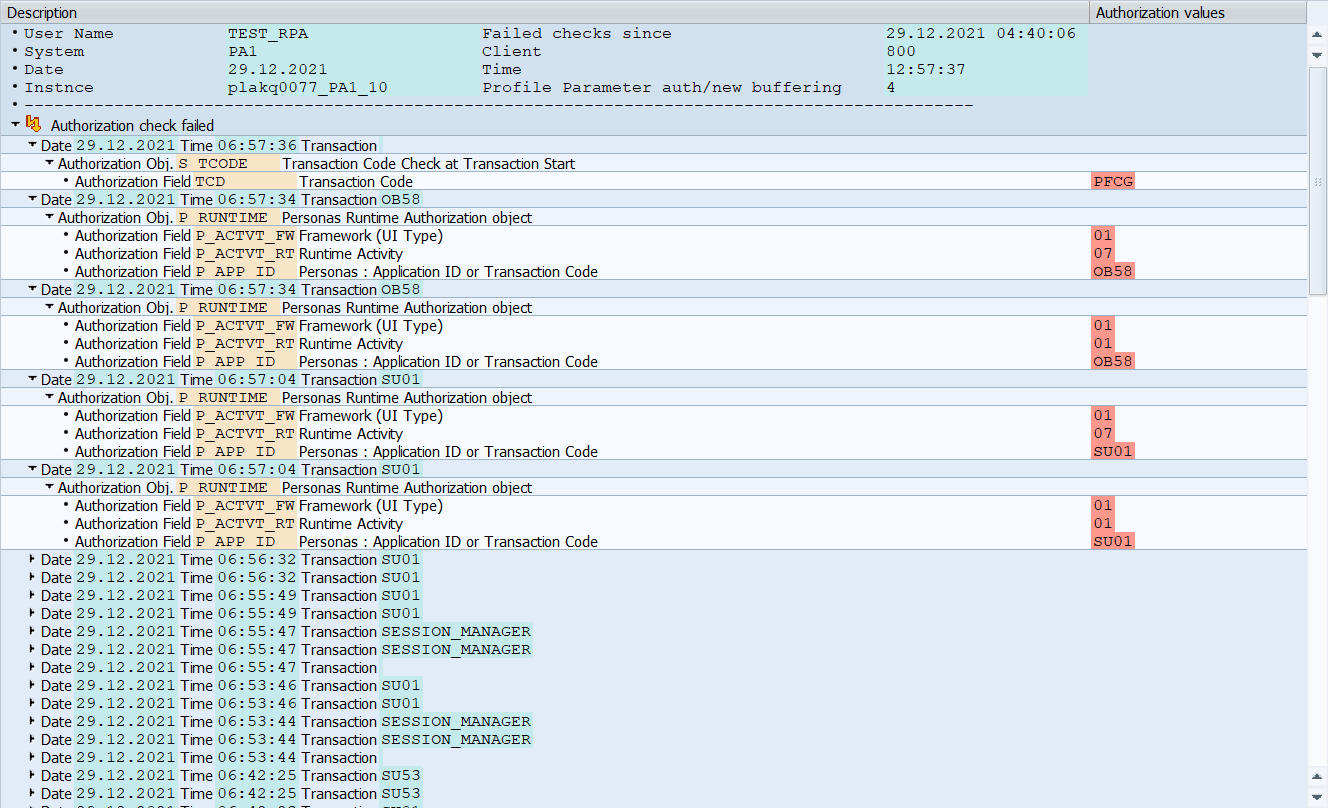 Description Authorization values
User Name TEST_RPA Failed checks since 29.12.2021 04:40:06
System PA1 Client 800
Date 29.12.2021 Time 12:57:37
Instnce plakq0077_PA1_10 Profile Parameter auth/new buffering 4
Authorization check failed
Date 29.12.2021 Time 06:57:36 Transaction
Authorization Obj. S TCODE Transaction Code Check at Transaction Start
Authorization Field TCD Transaction Code PFCG
Date 29.12.2021 Time 06:57:34 Transaction OB58
Authorization Obj. P RUNTIME Personas Runtime Authorization object
Authorization Field P_ACTVT_FW Framework (UI Type) 01
Authorization Field P_ACTVT_RT Runtime Activity 07
Authorization Field P APP ID Personas : Application ID or Transaction Code OB58
Date 29.12.2021 Time 06:57:34 Transaction OB58
Authorization Obj. P RUNTIME Personas Runtime Authorization object
Authorization Field P_ACTVT_FW Framework (UI Type) 01
Authorization Field P_ACTVT_RT Runtime Activity 01
Authorization Field P APP ID Personas : Application ID or Transaction Code OB58
Date 29.12.2021 Time 06:57:04 Transaction SU01
Authorization Obj. P RUNTIME Personas Runtime Authorization object
Authorization Field P_ACTVT_FW Framework (UI Type) 01
Authorization Field P_ACTVT_RT Runtime Activity 07
Authorization Field P APP ID Personas : Application ID or Transaction Code SU01
Date 29.12.2021 Time 06:57:04 Transaction SU01
Authorization Obj. P RUNTIME Personas Runtime Authorization object
Authorization Field P_ACTVT_FW Framework (UI Type) 01
Authorization Field P_ACTVT_RT Runtime Activity 01
Authorization Field P APP ID Personas : Application ID or Transaction Code SU01
Date 29.12.2021 Time 06:56:32 Transaction SU01
Date 29.12.2021 Time 06:56:32 Transaction SU01
Date 29.12.2021 Time 06:55:49 Transaction SU01
Date 29.12.2021 Time 06:55:49 Transaction SU01
Date 29.12.2021 Time 06:55:47 Transaction SESSION_MANAGER
Date 29.12.2021 Time 06:55:47 Transaction SESSION_MANAGER
Date 29.12.2021 Time 06:55:47 Transaction
Date 29.12.2021 Time 06:53:46 Transaction SU01
Date 29.12.2021 Time 06:53:46 Transaction SU01
Date 29.12.2021 Time 06:53:44 Transaction SESSION_MANAGER
Date 29.12.2021 Time 06:53:44 Transaction SESSION_MANAGER
Date 29.12.2021 Time 06:53:44 Transaction
Date 29.12.2021 Time 06:42:25 Transaction SU53
Date 29.12.2021 Time 06:42:25 Transaction SU53